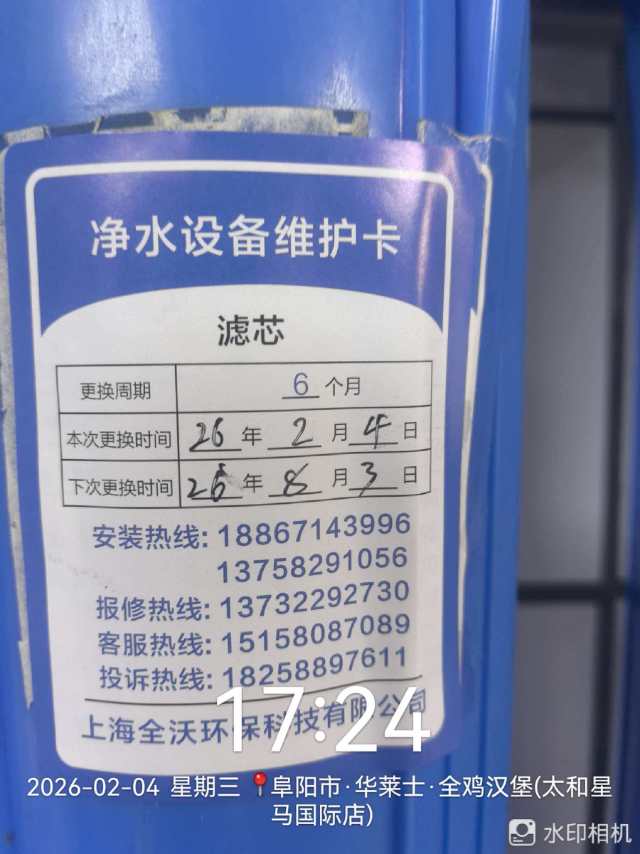 净水设备维护卡
滤芯
更换周期 6 个月
本次更换时间 26 年 2 月 4 日
下次更换时间 26 年 8 月 3 日
安装热线: 18867143996
13758291056
报修热线: 13732292730
客服热线: 15158087089
投诉热线: 18258897611
上海全沃环保科技有限公司
17:24
2026-02-04 星期三 📍阜阳市·华莱士·全鸡汉堡(太和星
马国际店)
水印相机